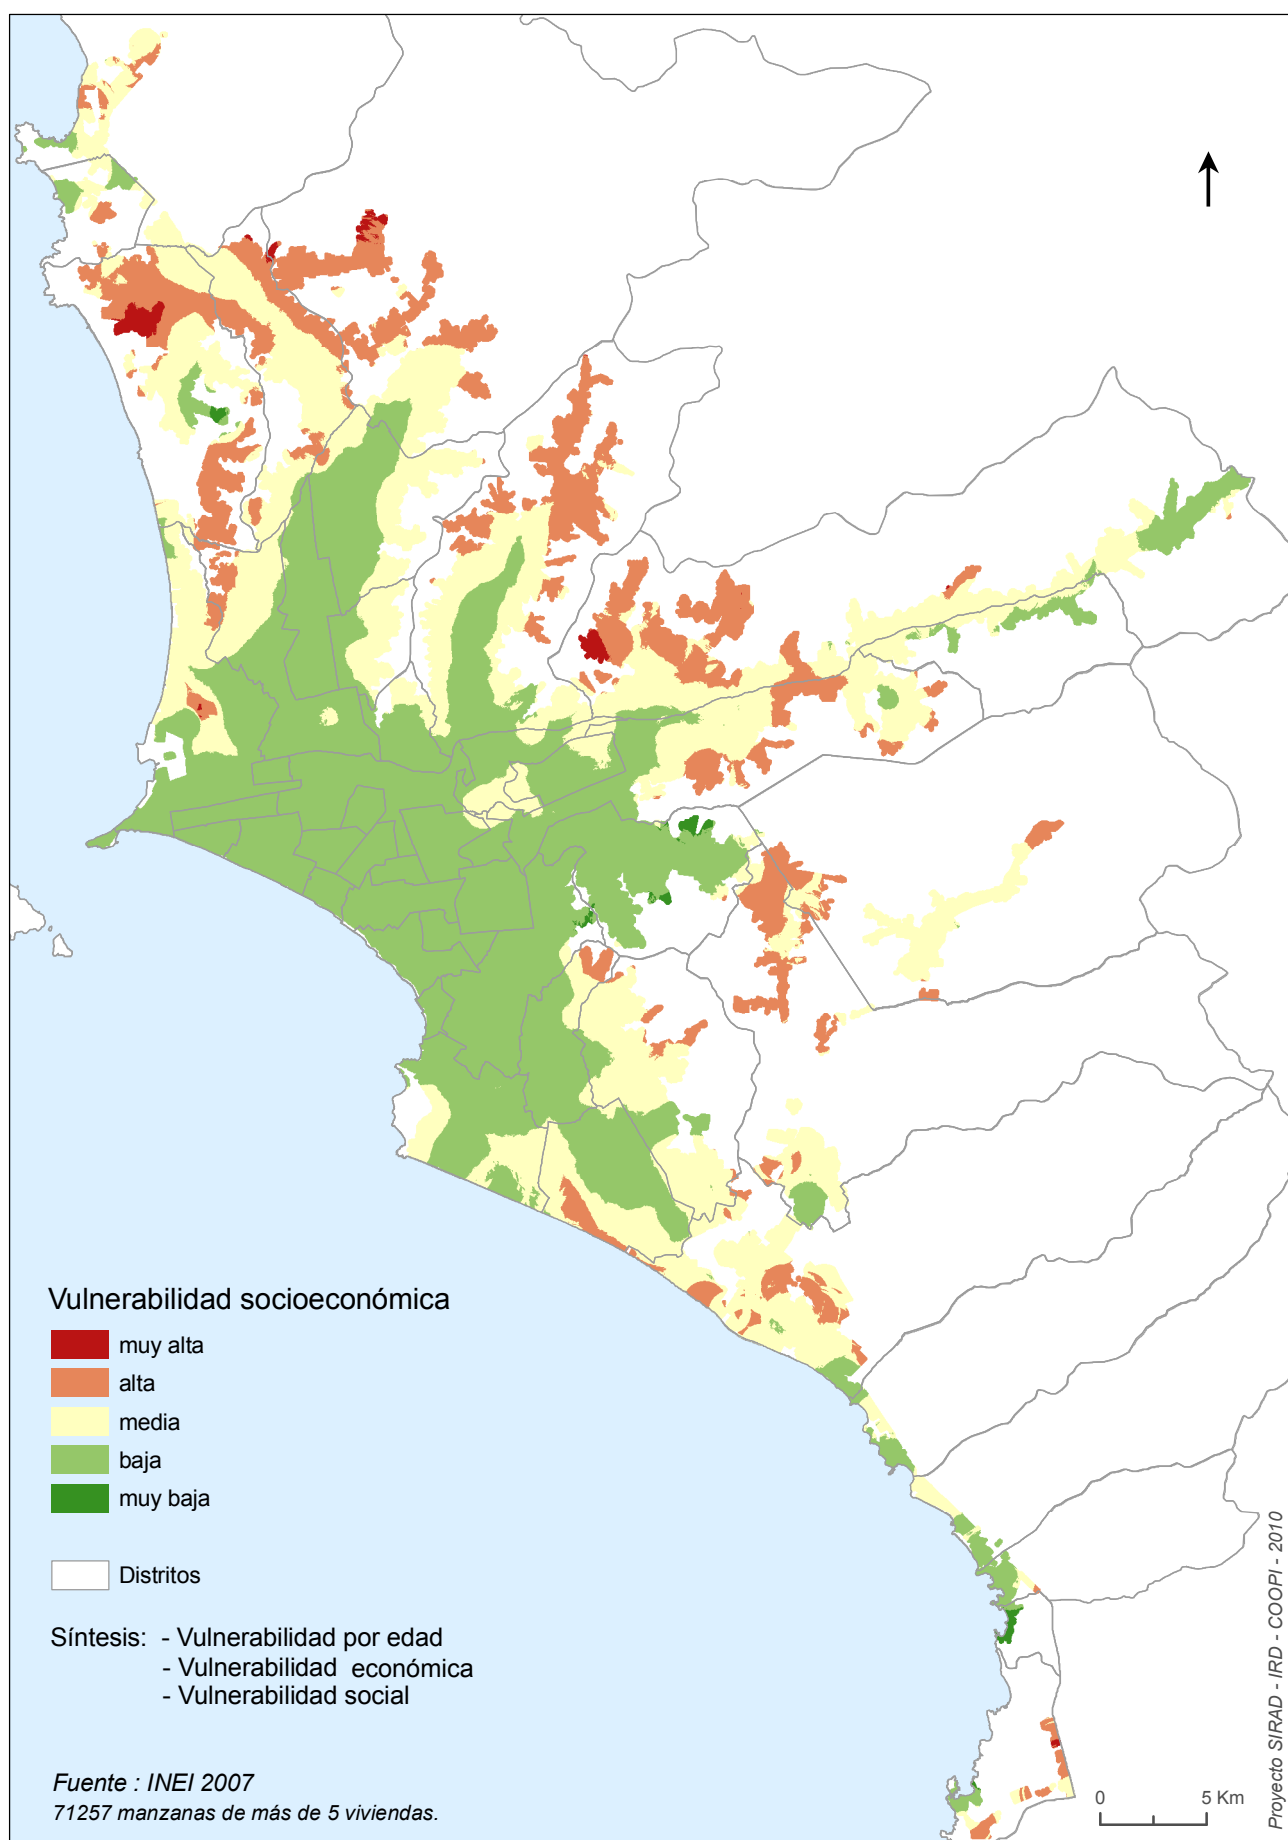 Vulnerabilidad socioeconómica
muy alta
alta
media
baja
muy baja
Distritos
Síntesis: - Vulnerabilidad por edad
- Vulnerabilidad económica
- Vulnerabilidad social
Fuente : INEI 2007
71257 manzanas de más de 5 viviendas.
0 5 Km
Proyecto SIRAD - IRD - COOPI - 2010